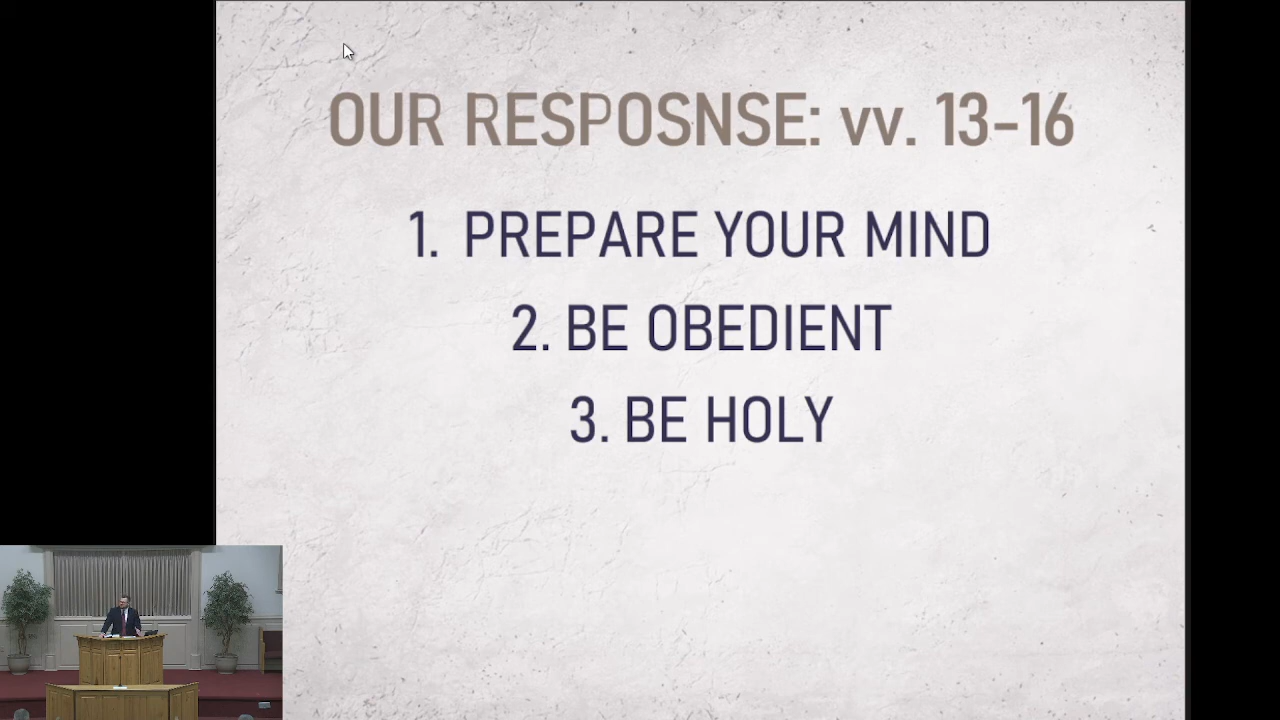 OUR RESPOSNSE: vv. 13-16
1. PREPARE YOUR MIND
2. BE OBEDIENT
3. BE HOLY